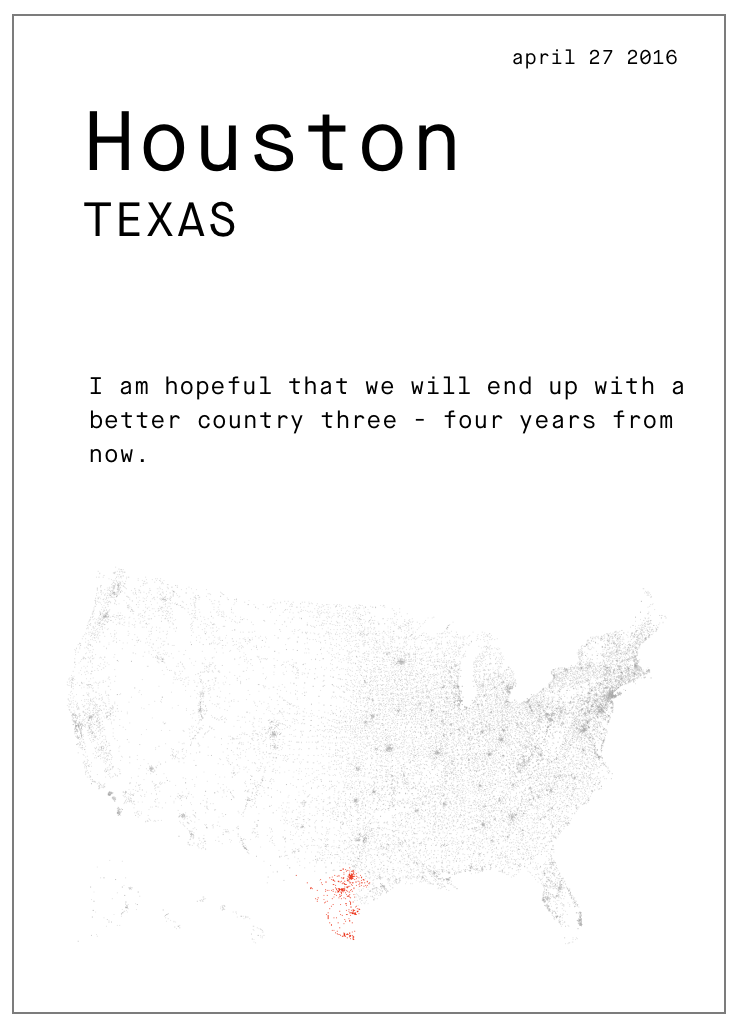 april 27 2016
Houston
TEXAS
I am hopeful that we will end up with a
better country three - four years from
now.